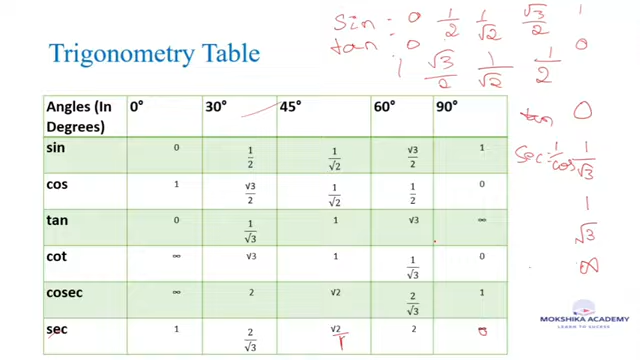 Trigonometry Table
sin = 0 1/2 1/√2 √3/2 1
tan = 0 0
1 √3/2 1/√2 1/2
tan 0
sec = 1/cos 1/√3
1
√3
∞
Angles (In Degrees) 0° 30° 45° 60° 90°
sin 0 1/2 1/√2 √3/2 1
cos 1 √3/2 1/√2 1/2 0
tan 0 1/√3 1 √3 ∞
cot ∞ √3 1 1/√3 0
cosec ∞ 2 √2 2/√3 1
sec 1 2/√3 √2/1 2 ∞
MOKSHIKA ACADEMY
LEARN TO SUCCESS